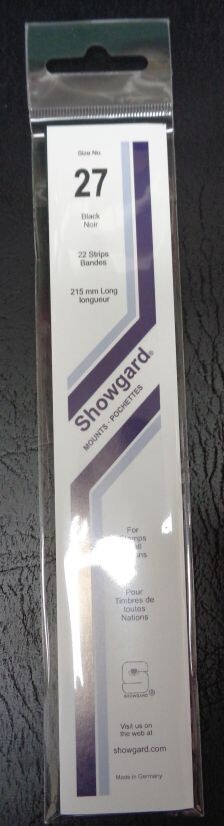 Size No.
27
Black
Noir
22 Strips
Bandes
215 mm Long
longueur
Showgard®
MOUNTS - POCHETTES
For
Pour
Timbres de
toutes
Nations
SHOWGARD ®
Visit us on
the web at
showgard.com
Made in Germany